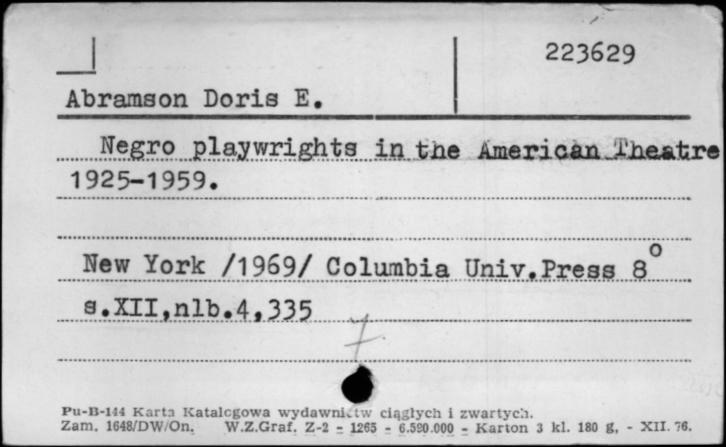 223629
Abramson Doris E.
Negro playwrights in the American Theatre
1925-1959.
New York /1969/ Columbia Univ.Press 8°
s.XII,nlb.4,335
7
Pu-B-144 Karta Katalogowa wydawnictw ciągłych i zwartych.
Zam. 1648/DW/On. W.Z.Graf. Z-2 - 1265 - 6.590.000 - Karton 3 kl. 180 g. - XII. 76.